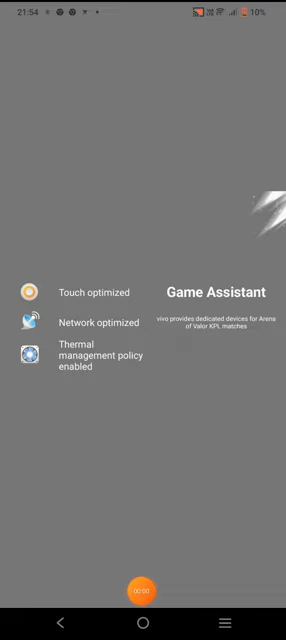 21:54
10%
Touch optimized
Network optimized
Thermal
management policy
enabled
Game Assistant
vivo provides dedicated devices for Arena
of Valor KPL matches
00:00